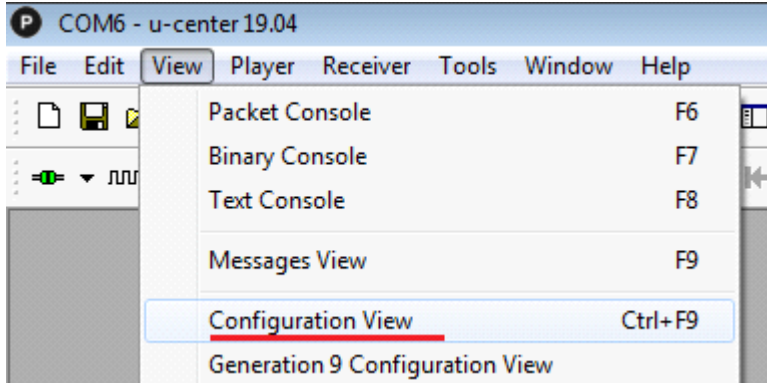 COM6 - u-center 19.04
File Edit View Player Receiver Tools Window Help
Packet Console F6
Binary Console F7
Text Console F8
Messages View F9
Configuration View Ctrl+F9
Generation 9 Configuration View